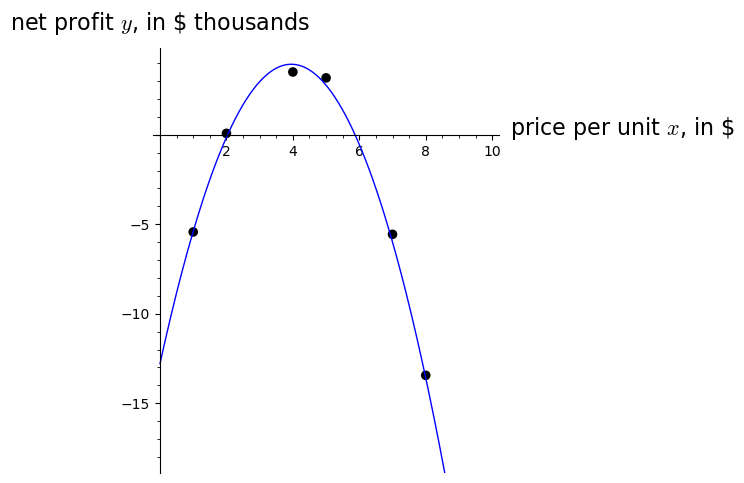 net profit y, in $ thousands
price per unit x, in $
2 4 6 8 10
−5
−10
−15